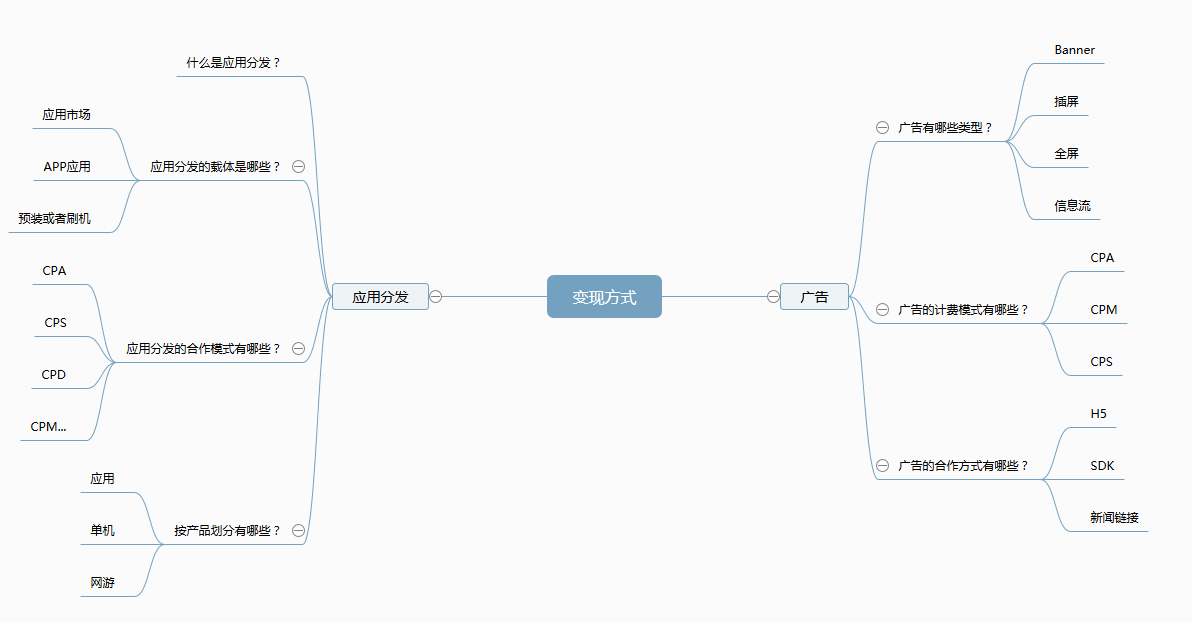 变现方式
应用分发
什么是应用分发？
应用分发的载体是哪些？
应用市场
APP应用
预装或者刷机
应用分发的合作模式有哪些？
CPA
CPS
CPD
CPM...
按产品划分有哪些？
应用
单机
网游
广告
广告有哪些类型？
Banner
插屏
全屏
信息流
广告的计费模式有哪些？
CPA
CPM
CPS
广告的合作方式有哪些？
H5
SDK
新闻链接